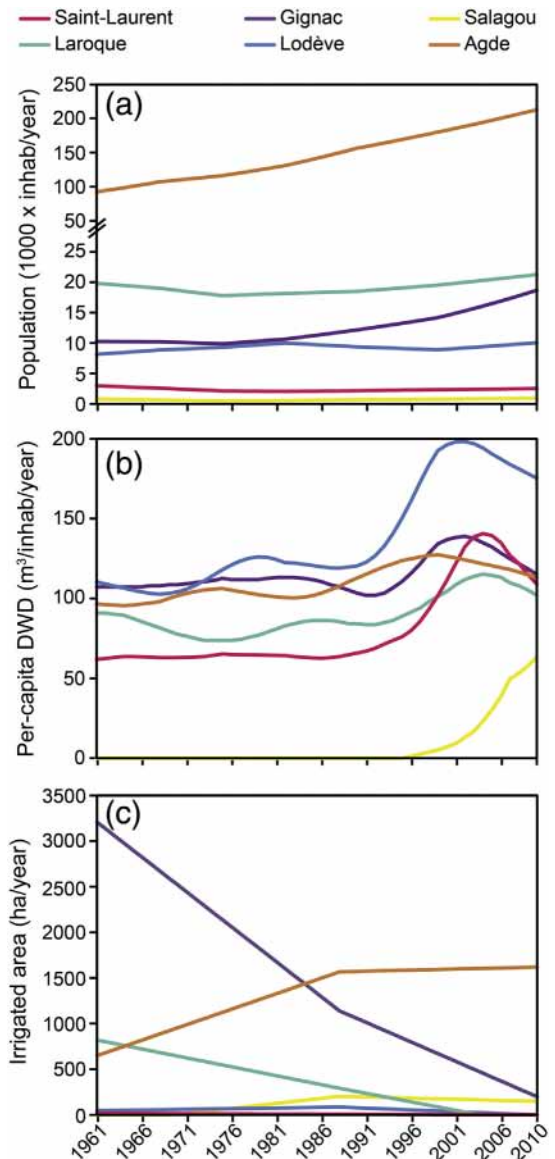 Saint-Laurent Gignac Salagou
Laroque Lodève Agde
(a)
Population (1000 x inhab/year)
250
200
150
100
50
25
20
15
10
5
0
(b)
Per-capita DWD (m³/inhab/year)
200
150
100
50
0
(c)
Irrigated area (ha/year)
3500
3000
2500
2000
1500
1000
500
0
1961 1966 1971 1976 1981 1986 1991 1996 2001 2006 2010